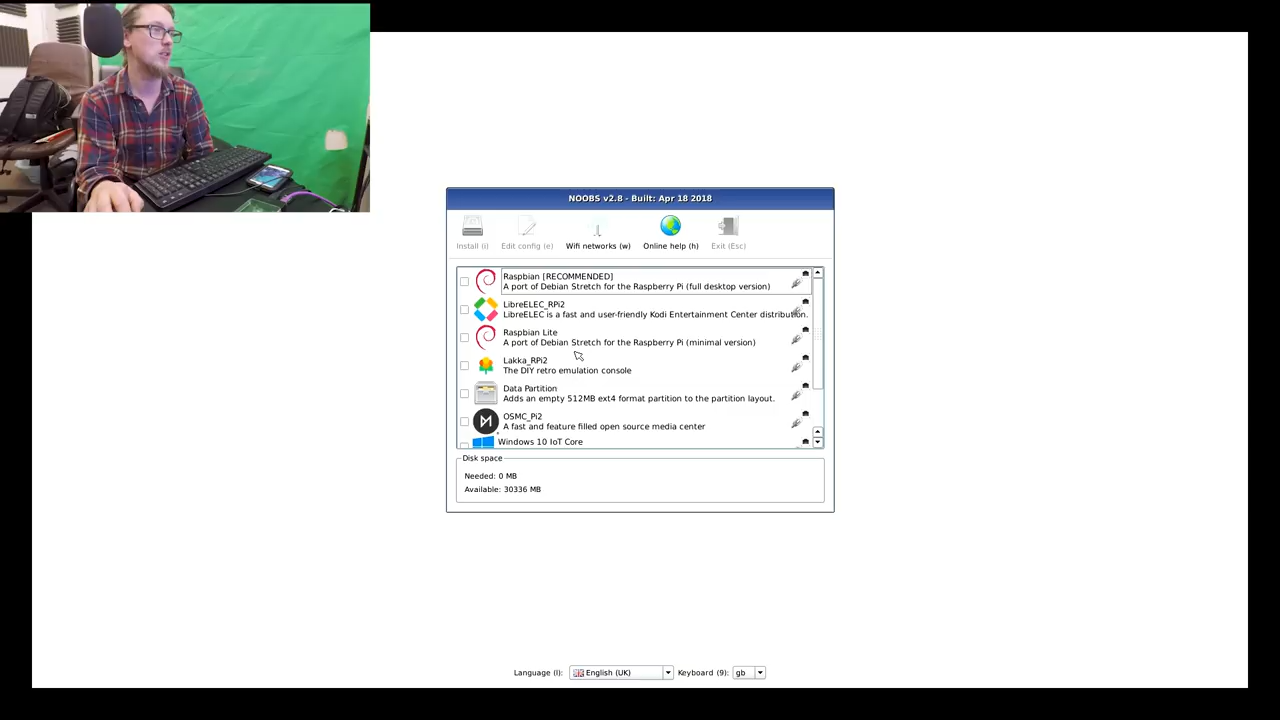 NOOBS v2.8 - Built: Apr 18 2018
Install (i)
Edit config (e)
Wifi networks (w)
Online help (h)
Exit (Esc)
Raspbian [RECOMMENDED]
A port of Debian Stretch for the Raspberry Pi (full desktop version)
LibreELEC_RPi2
LibreELEC is a fast and user-friendly Kodi Entertainment Center distribution.
Raspbian Lite
A port of Debian Stretch for the Raspberry Pi (minimal version)
Lakka_RPi2
The DIY retro emulation console
Data Partition
Adds an empty 512MB ext4 format partition to the partition layout.
OSMC_Pi2
A fast and feature filled open source media center
Windows 10 IoT Core
Disk space
Needed: 0 MB
Available: 30336 MB
Language (l):
English (UK)
Keyboard (9):
gb